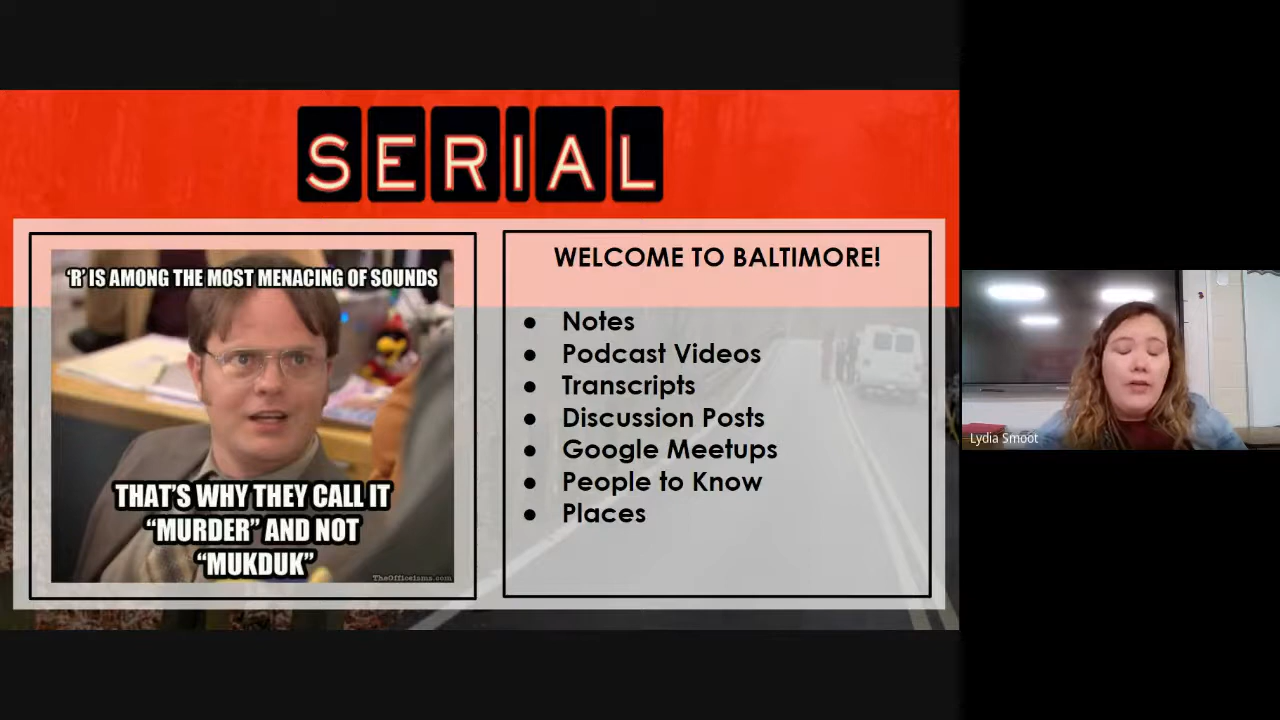 SERIAL
'R' IS AMONG THE MOST MENACING OF SOUNDS
THAT'S WHY THEY CALL IT
"MURDER" AND NOT
"MUKDUK"
TheOfficeisms.com
WELCOME TO BALTIMORE!
● Notes
● Podcast Videos
● Transcripts
● Discussion Posts
● Google Meetups
● People to Know
● Places
Lydia Smoot